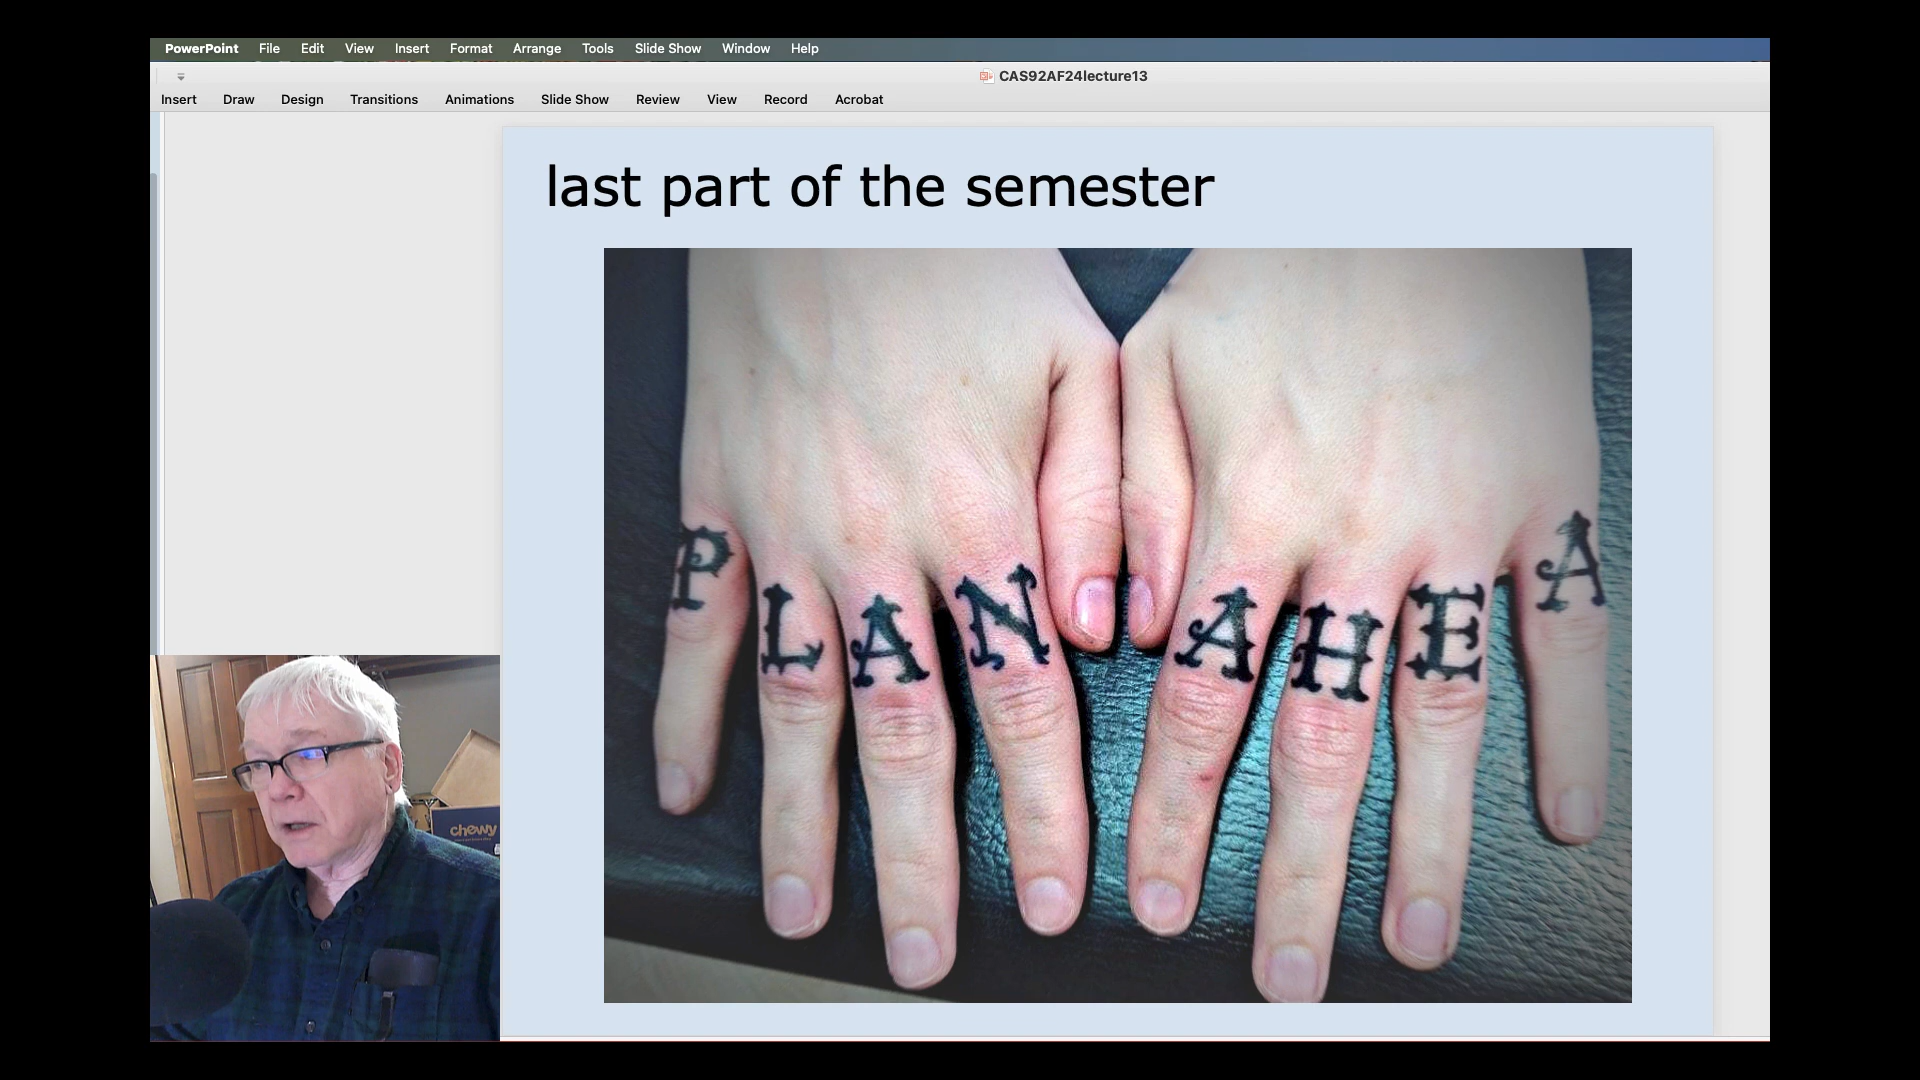 PowerPoint File Edit View Insert Format Arrange Tools Slide Show Window Help
CAS92AF24lecture13
Insert Draw Design Transitions Animations Slide Show Review View Record Acrobat
last part of the semester
PLAN AHEA
chewy